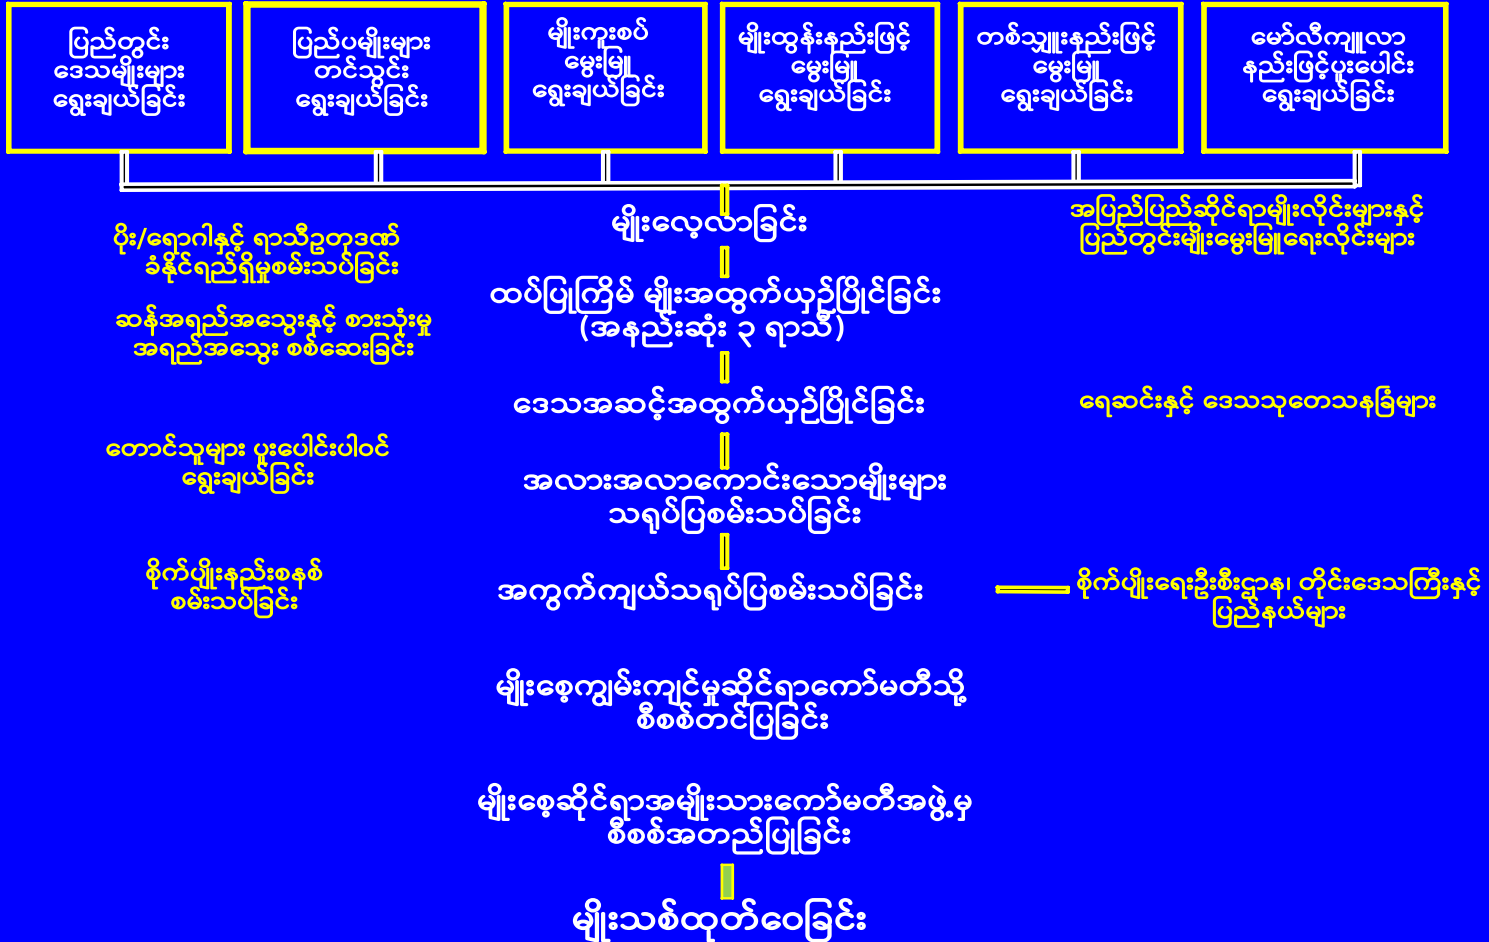 ပြည်တွင်း
ဒေသမျိုးများ
ရွေးချယ်ခြင်း
ပြည်ပမျိုးများ
တင်သွင်း
ရွေးချယ်ခြင်း
မျိုးကူးစပ်
မွေးမြူ
ရွေးချယ်ခြင်း
မျိုးထွန်းနည်းဖြင့်
မွေးမြူ
ရွေးချယ်ခြင်း
တစ်သျှူးနည်းဖြင့်
မွေးမြူ
ရွေးချယ်ခြင်း
မော်လီကျူလာ
နည်းဖြင့်ပူးပေါင်း
ရွေးချယ်ခြင်း
မျိုးလေ့လာခြင်း
အပြည်ပြည်ဆိုင်ရာမျိုးလိုင်းများနှင့်
ပြည်တွင်းမျိုးမွေးမြူရေးလိုင်းများ
ပိုး/ရောဂါနှင့် ရာသီဥတုဒဏ်
ခံနိုင်ရည်ရှိမှုစမ်းသပ်ခြင်း
ထပ်ပြုကြိမ် မျိုးအထွက်ယှဉ်ပြိုင်ခြင်း
(အနည်းဆုံး ၃ ရာသီ)
ဆန်အရည်အသွေးနှင့် စားသုံးမှု
အရည်အသွေး စစ်ဆေးခြင်း
ဒေသအဆင့်အထွက်ယှဉ်ပြိုင်ခြင်း
ရေဆင်းနှင့် ဒေသသုတေသနခြံများ
တောင်သူများ ပူးပေါင်းပါဝင်
ရွေးချယ်ခြင်း
အလားအလာကောင်းသောမျိုးများ
သရုပ်ပြစမ်းသပ်ခြင်း
စိုက်ပျိုးနည်းစနစ်
စမ်းသပ်ခြင်း
အကွက်ကျယ်သရုပ်ပြစမ်းသပ်ခြင်း
စိုက်ပျိုးရေးဦးစီးဌာန၊ တိုင်းဒေသကြီးနှင့်
ပြည်နယ်များ
မျိုးစေ့ကျွမ်းကျင်မှုဆိုင်ရာကော်မတီသို့
စီစစ်တင်ပြခြင်း
မျိုးစေ့ဆိုင်ရာအမျိုးသားကော်မတီအဖွဲ့မှ
စီစစ်အတည်ပြုခြင်း
မျိုးသစ်ထုတ်ဝေခြင်း